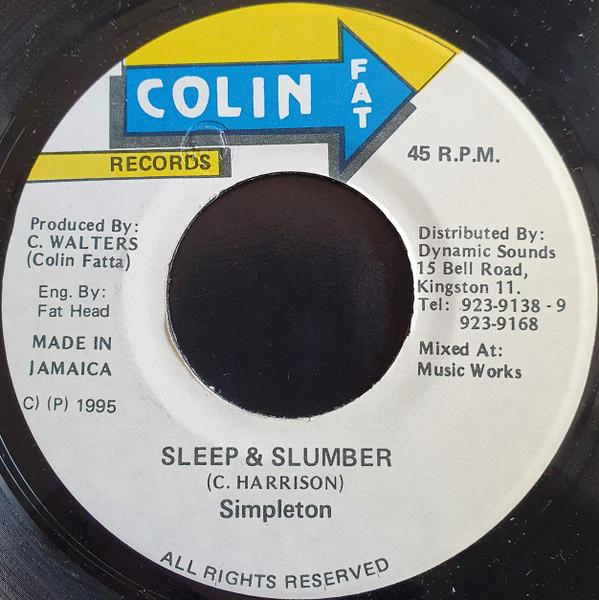 COLIN
FAT
RECORDS
45 R.P.M.
Produced By:
C. WALTERS
(Colin Fatta)
Eng. By:
Fat Head
MADE IN
JAMAICA
C) (P) 1995
Distributed By:
Dynamic Sounds
15 Bell Road,
Kingston 11.
Tel: 923-9138 - 9
923-9168
Mixed At:
Music Works
SLEEP & SLUMBER
(C. HARRISON)
Simpleton
ALL RIGHTS RESERVED